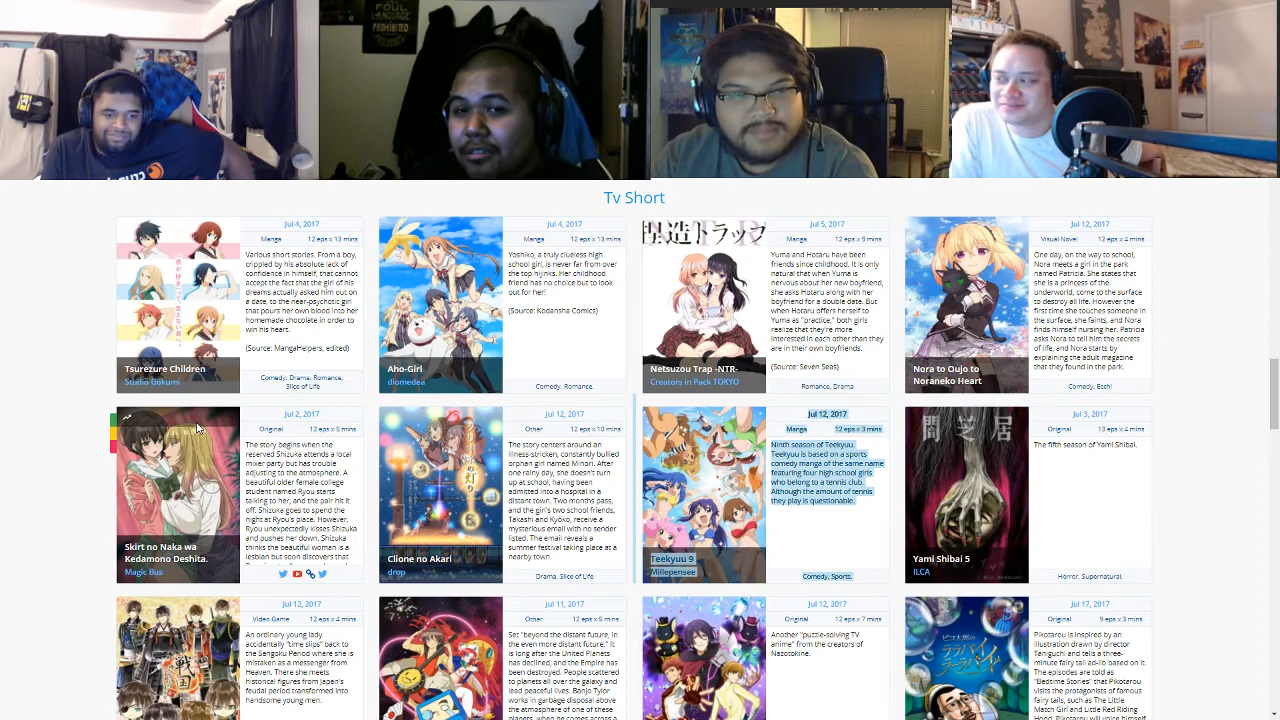 FOUL
LANGUAGE
PROHIBITED
Tv Short
Jul 4, 2017
Manga 12 eps x 13 mins
Various short stories. From a boy,
crippled by his absolute lack of
confidence in himself, that cannot
accept the fact that the girl of his
dreams actually asked him out
on a date, to the near-psychotic girl
that pours her own blood into her
homemade chocolate in order to
win his heart.
(Source: MangaHelpers, edited)
Comedy, Drama, Romance,
Slice of Life
Tsurezure Children
Studio Gokumi
Jul 4, 2017
Manga 12 eps x 13 mins
Yoshiko, a truly clueless high
school girl, is never far from over
the top hijinks. Her childhood
friend has no choice but to look
out for her!
(Source: Kodansha Comics)
Comedy, Romance,
Aho-Girl
diomedea
Jul 5, 2017
Manga 12 eps x 9 mins
Yuma and Hotaru have been
friends since childhood. It is only
natural that when Yuma is
nervous about her new boyfriend,
she asks Hotaru along with her
boyfriend for a double date. But
when Hotaru offers herself to
Yuma as "practice," both girls
realize that they're more
interested in each other than they
are in their own boyfriends.
(Source: Seven Seas)
Romance, Drama
捏造トラップ
Netsuzou Trap -NTR-
Creators in Pack TOKYO
Jul 12, 2017
Visual Novel 12 eps x 4 mins
One day, on the way to school,
Nora meets a girl in the park
named Patricia. She states that
she is a princess of the
underworld, come to the surface
to destroy all life. However the
first time she touches someone in
the surface, she faints, and Nora
finds himself nursing her. Patricia
asks Nora to tell him the secrets
of life, and Nora starts by
explaining the adult magazine
that they found in the park.
Comedy, Ecchi
Nora to Oujo to
Noraneko Heart
Jul 2, 2017
Original 12 eps x 5 mins
The story begins when the
reserved Shizuka attends a local
mixer party but has trouble
adjusting to the atmosphere. A
beautiful older female college
student named Ryou starts
talking to her and the pair hit it
off. Shizuka goes to spend the
night at Ryou's place. However,
Ryou unexpectedly kisses Shizuka
and pushes her down. Shizuka
thinks the beautiful woman is a
lesbian but soon discovers that
Skirt no Naka wa
Kedamono Deshita.
Magic Bus
Jul 12, 2017
Other 12 eps x 10 mins
The story centers around an
illness-stricken, constantly bullied
orphan girl named Minori. After
one rainy day, she doesn't turn
up at school, having been
admitted into a hospital in a
distant town. Two months pass,
and the girl's two school friends,
Takashi and Kyōko, receive a
mysterious email with no sender
listed. The email reveals a
summer festival taking place at a
nearby town.
Drama, Slice of Life
Clione no Akari
drop
Jul 12, 2017
Manga 12 eps x 3 mins
Ninth season of Teekyuu.
Teekyuu is based on a sports
comedy manga of the same name
featuring four high school girls
who belong to a tennis club.
Although the amount of tennis
they play is questionable.
Comedy, Sports,
Teekyuu 9
Millepensee
Jul 3, 2017
Original 13 eps x 4 mins
The fifth season of Yami Shibai.
Horror, Supernatural,
闇芝居
Yami Shibai 5
ILCA
Jul 12, 2017
Video Game 12 eps x 4 mins
An ordinary young lady
accidentally "time slips" back to
the Sengoku Period where she is
mistaken as a messenger from
Heaven. There she meets
historical figures from Japan's
feudal period transformed into
handsome young men.
戦国
Jul 11, 2017
Other 12 eps x 5 mins
Set "beyond the distant future, in
the even more distant future." It
is long after the United Planets
has declined, and the Empire has
been destroyed. People scattered
to planets all over the galaxy and
lead peaceful lives. Banjo Tylor
works in garbage disposal above
the atmosphere of one of these
planets, when he comes across a
Jul 12, 2017
Original 12 eps x 7 mins
Another "puzzle-solving TV
anime" from the creators of
Nazotokine.
Jul 17, 2017
Original 9 eps x 3 mins
Pikotarou is inspired by an
illustration drawn by director
Taniguchi and tells a three-
minute fairy tail ad-lib based on it.
The episodes are told as
"Bedtime Stories" that Pikotarou
visits the protagonists of famous
fairy tails, such as The Little
Match Girl and Little Red Riding
Hood. Pikotarou will voice himself
ピコ太郎の
ララバイ
ラーラバイ